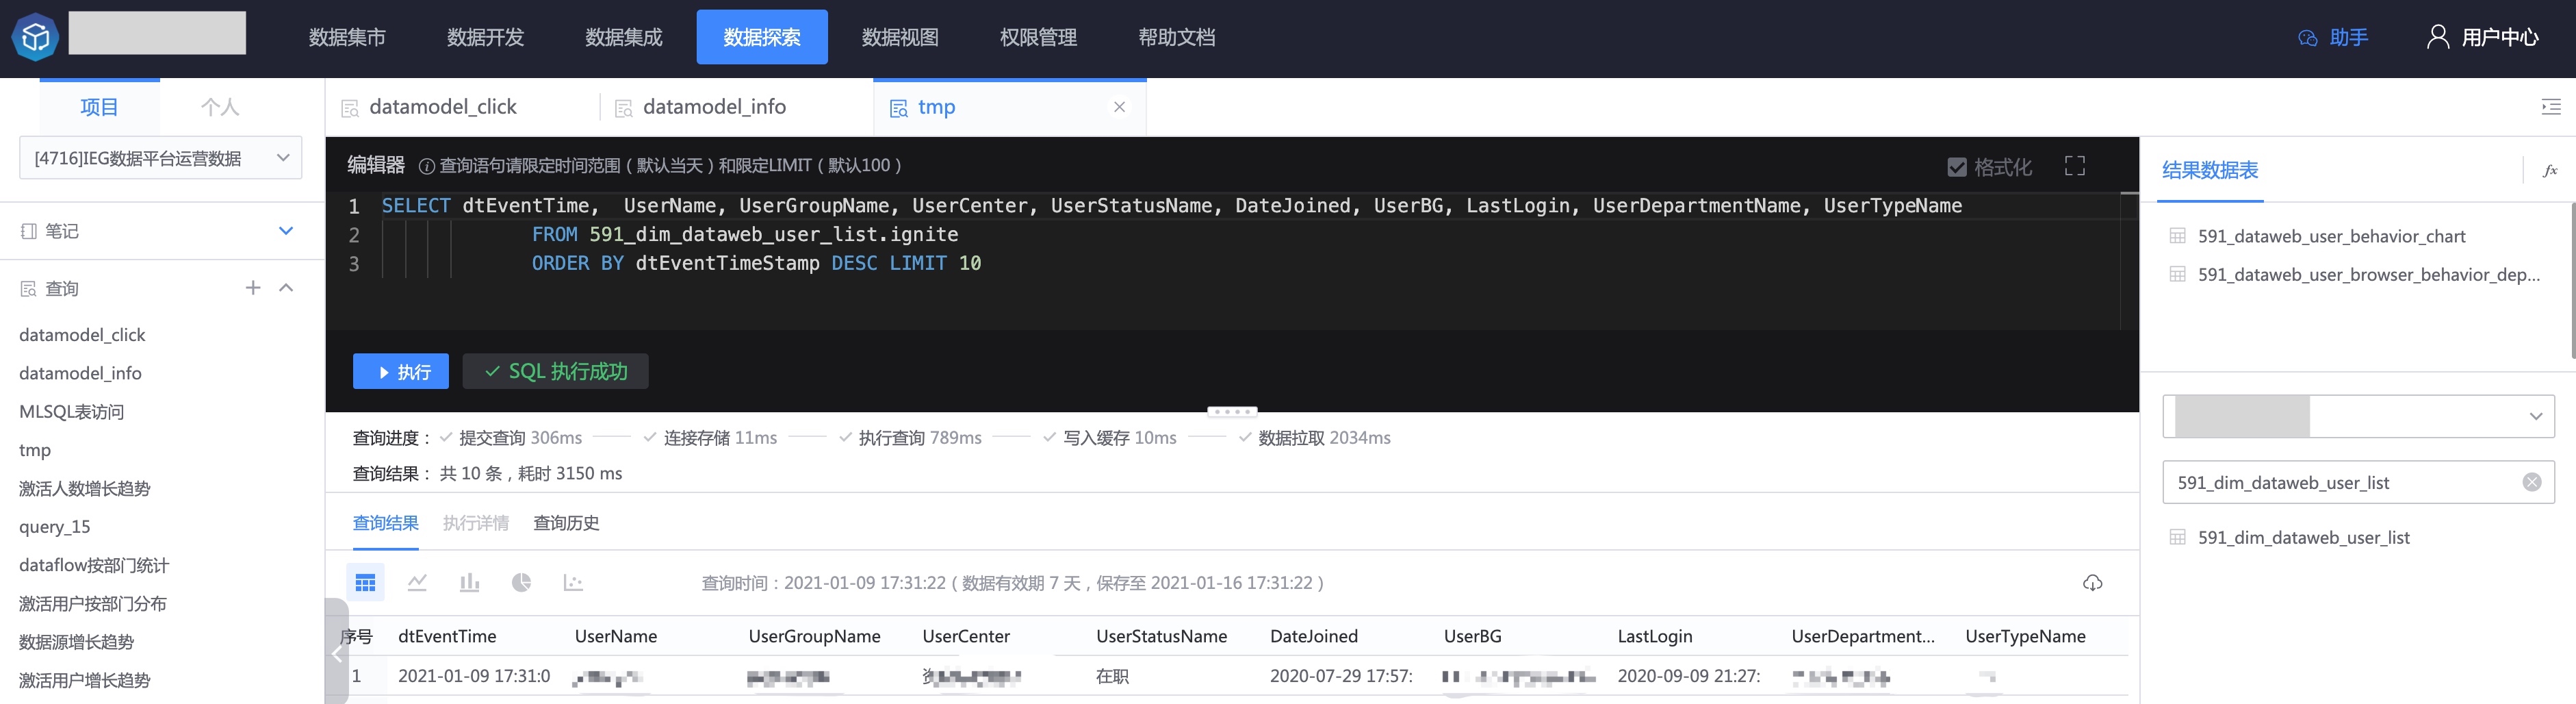 数据集市 数据开发 数据集成 数据探索 数据视图 权限管理 帮助文档 助手 用户中心
项目 个人
[4716]IEG数据平台运营数据
笔记
查询
datamodel_click
datamodel_info
MLSQL表访问
tmp
激活人数增长趋势
query_15
dataflow按部门统计
激活用户按部门分布
数据源增长趋势
激活用户增长趋势
datamodel_click datamodel_info tmp
编辑器 查询语句请限定时间范围（默认当天）和限定LIMIT（默认100） 格式化
1 SELECT dtEventTime, UserName, UserGroupName, UserCenter, UserStatusName, DateJoined, UserBG, LastLogin, UserDepartmentName, UserTypeName
2 FROM 591_dim_dataweb_user_list.ignite
3 ORDER BY dtEventTimeStamp DESC LIMIT 10
执行 SQL 执行成功
查询进度： 提交查询 306ms 连接存储 11ms 执行查询 789ms 写入缓存 10ms 数据拉取 2034ms
查询结果： 共 10 条，耗时 3150 ms
查询结果 执行详情 查询历史
查询时间：2021-01-09 17:31:22（数据有效期 7 天，保存至 2021-01-16 17:31:22）
序号 dtEventTime UserName UserGroupName UserCenter UserStatusName DateJoined UserBG LastLogin UserDepartment... UserTypeName
1 2021-01-09 17:31:0 在职 2020-07-29 17:57: 2020-09-09 21:27:
结果数据表 fx
591_dataweb_user_behavior_chart
591_dataweb_user_browser_behavior_dep...
591_dim_dataweb_user_list
591_dim_dataweb_user_list